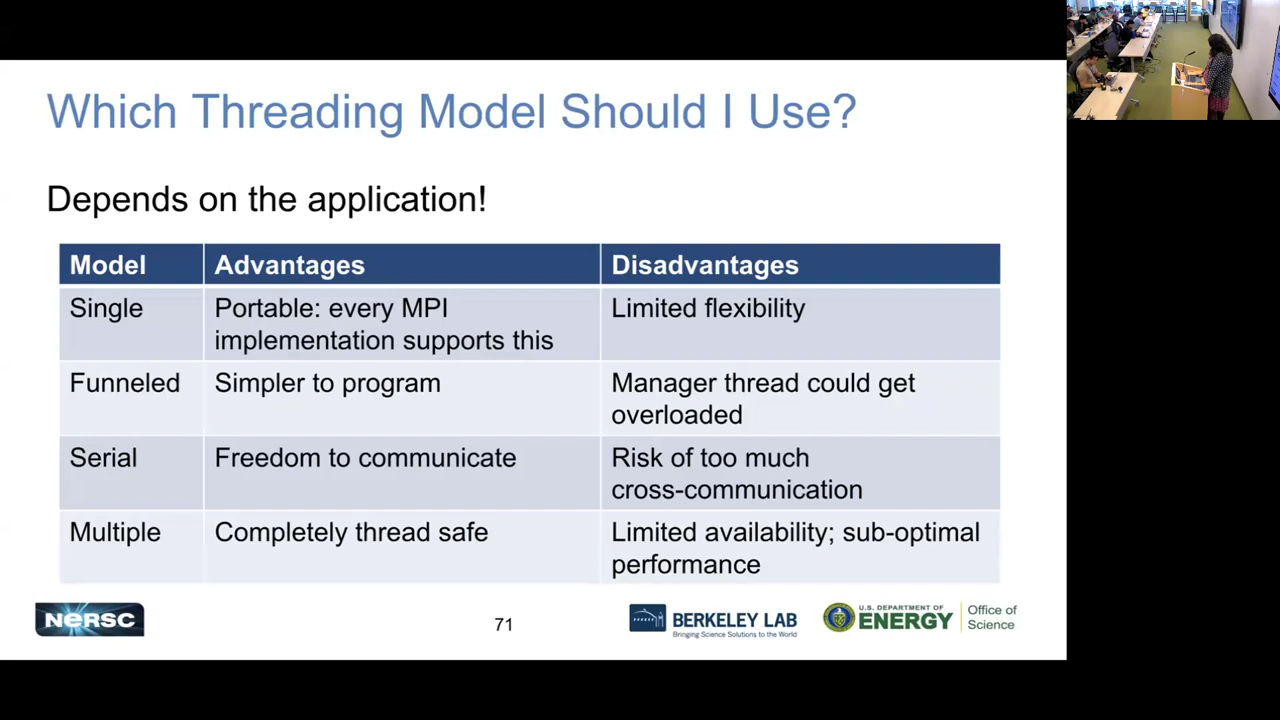 Which Threading Model Should I Use?
Depends on the application!
Model Advantages Disadvantages
Single Portable: every MPI Limited flexibility
implementation supports this
Funneled Simpler to program Manager thread could get
overloaded
Serial Freedom to communicate Risk of too much
cross-communication
Multiple Completely thread safe Limited availability; sub-optimal
performance
NERSC
71
BERKELEY LAB
Bringing Science Solutions to the World
U.S. DEPARTMENT OF
ENERGY
Office of
Science